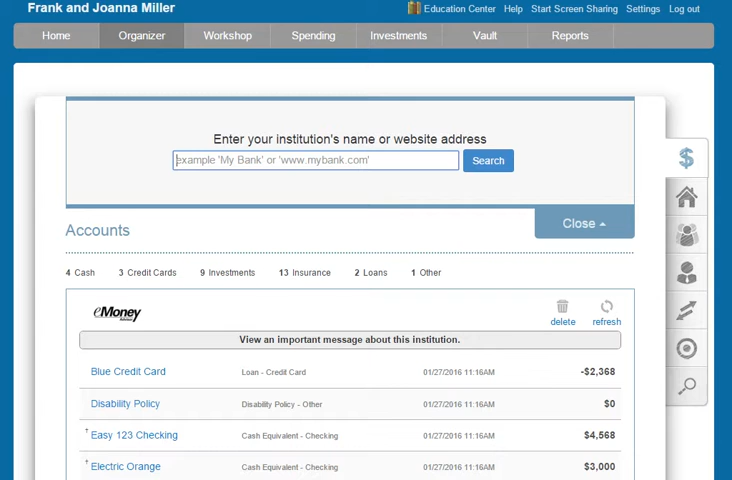 Frank and Joanna Miller
Education Center Help Start Screen Sharing Settings Log out
Home Organizer Workshop Spending Investments Vault Reports
Enter your institution's name or website address
example 'My Bank' or 'www.mybank.com' Search
Close
Accounts
4 Cash 3 Credit Cards 9 Investments 13 Insurance 2 Loans 1 Other
eMoney
delete refresh
View an important message about this institution.
Blue Credit Card Loan - Credit Card 01/27/2016 11:16AM -$2,368
Disability Policy Disability Policy - Other 01/27/2016 11:16AM $0
† Easy 123 Checking Cash Equivalent - Checking 01/27/2016 11:16AM $4,568
† Electric Orange Cash Equivalent - Checking 01/27/2016 11:16AM $3,000